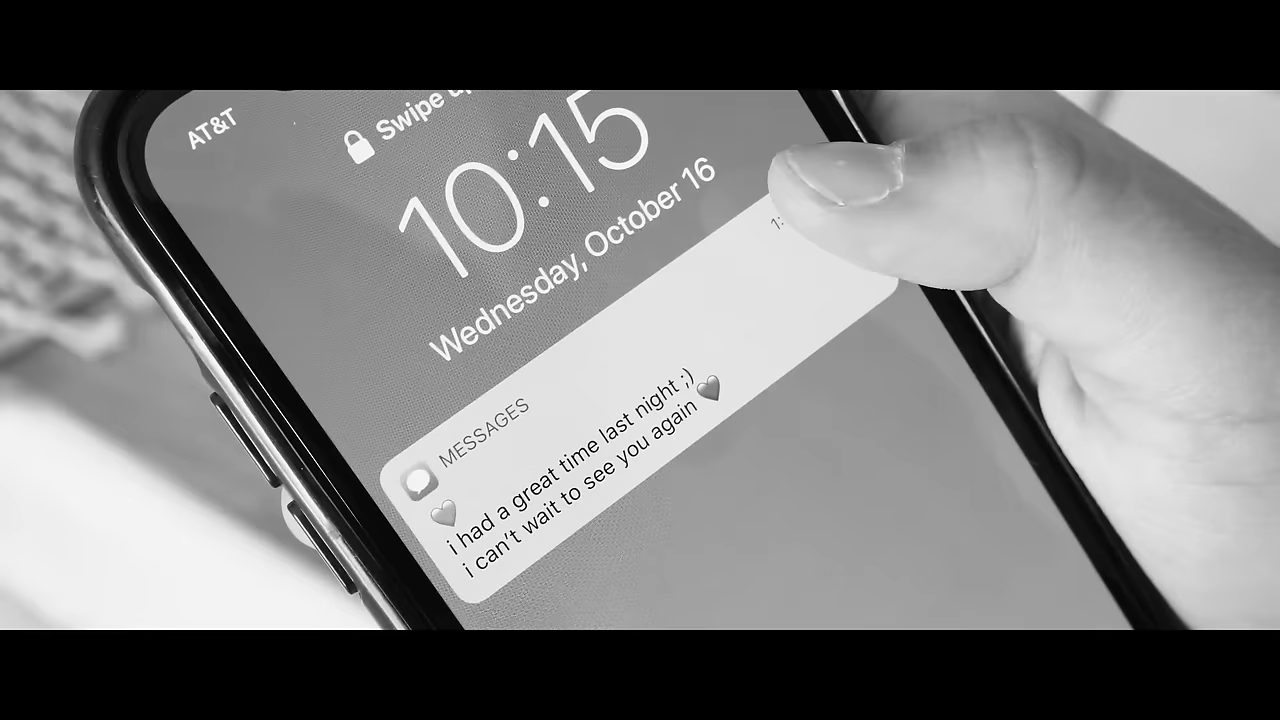 AT&T
Swipe
10:15
Wednesday, October 16
MESSAGES
🖤
i had a great time last night ;)
i can't wait to see you again 🖤